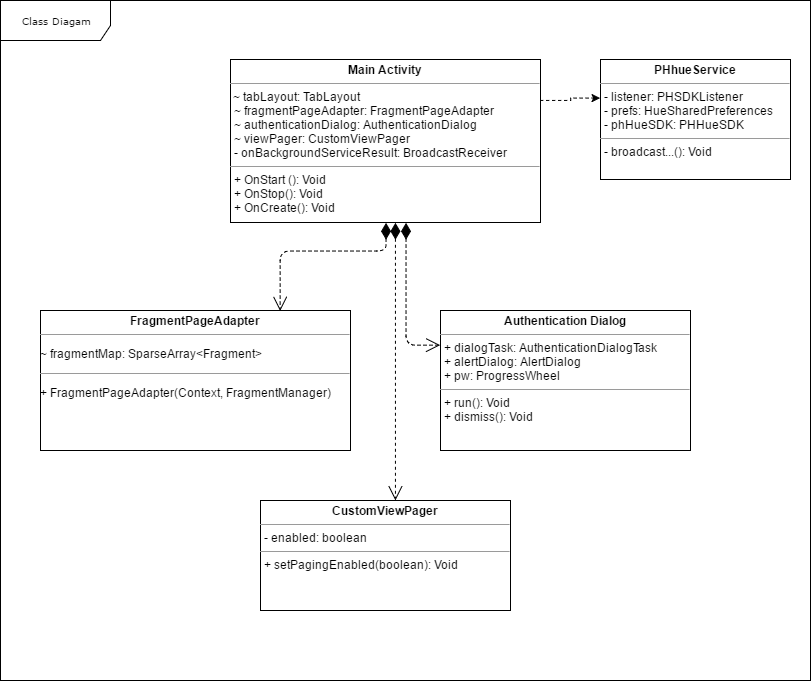 Class Diagam
Main Activity
~ tabLayout: TabLayout
~ fragmentPageAdapter: FragmentPageAdapter
~ authenticationDialog: AuthenticationDialog
~ viewPager: CustomViewPager
- onBackgroundServiceResult: BroadcastReceiver
+ OnStart (): Void
+ OnStop(): Void
+ OnCreate(): Void
PHhueService
- listener: PHSDKListener
- prefs: HueSharedPreferences
- phHueSDK: PHHueSDK
- broadcast...(): Void
FragmentPageAdapter
~ fragmentMap: SparseArray<Fragment>
+ FragmentPageAdapter(Context, FragmentManager)
Authentication Dialog
+ dialogTask: AuthenticationDialogTask
+ alertDialog: AlertDialog
+ pw: ProgressWheel
+ run(): Void
+ dismiss(): Void
CustomViewPager
- enabled: boolean
+ setPagingEnabled(boolean): Void